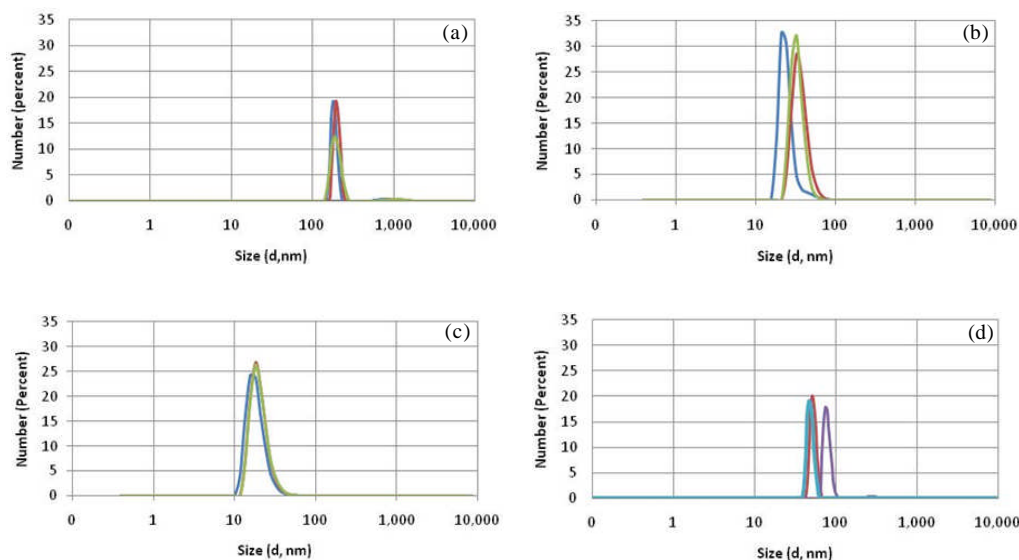 (a)
Number (percent)
35
30
25
20
15
10
5
0
0 1 10 100 1,000 10,000
Size (d,nm)
(b)
Number (Percent)
35
30
25
20
15
10
5
0
0 1 10 100 1,000 10,000
Size (d, nm)
(c)
Number (Percent)
35
30
25
20
15
10
5
0
0 1 10 100 1,000 10,000
Size (d, nm)
(d)
Number (Percent)
35
30
25
20
15
10
5
0
0 1 10 100 1,000 10,000
Size (d, nm)